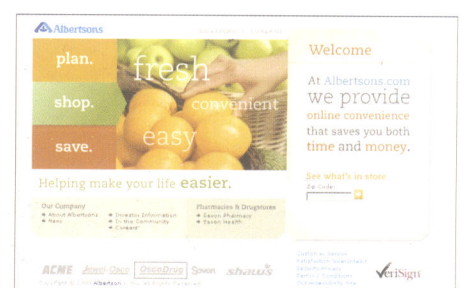 Albertsons
plan.
shop.
save.
fresh
convenient
easy
Welcome
At Albertsons.com
we provide
online convenience
that saves you both
time and money.
See what's in store
Zip Code:
Helping make your life easier.
Our Company
About Albertsons
News
Investor Information
In the Community
Careers
Pharmacies & Drugstores
Savon Pharmacy
Savon Health
ACME
Jewel-Osco
OscoDrug
Savon
shaw's
VeriSign